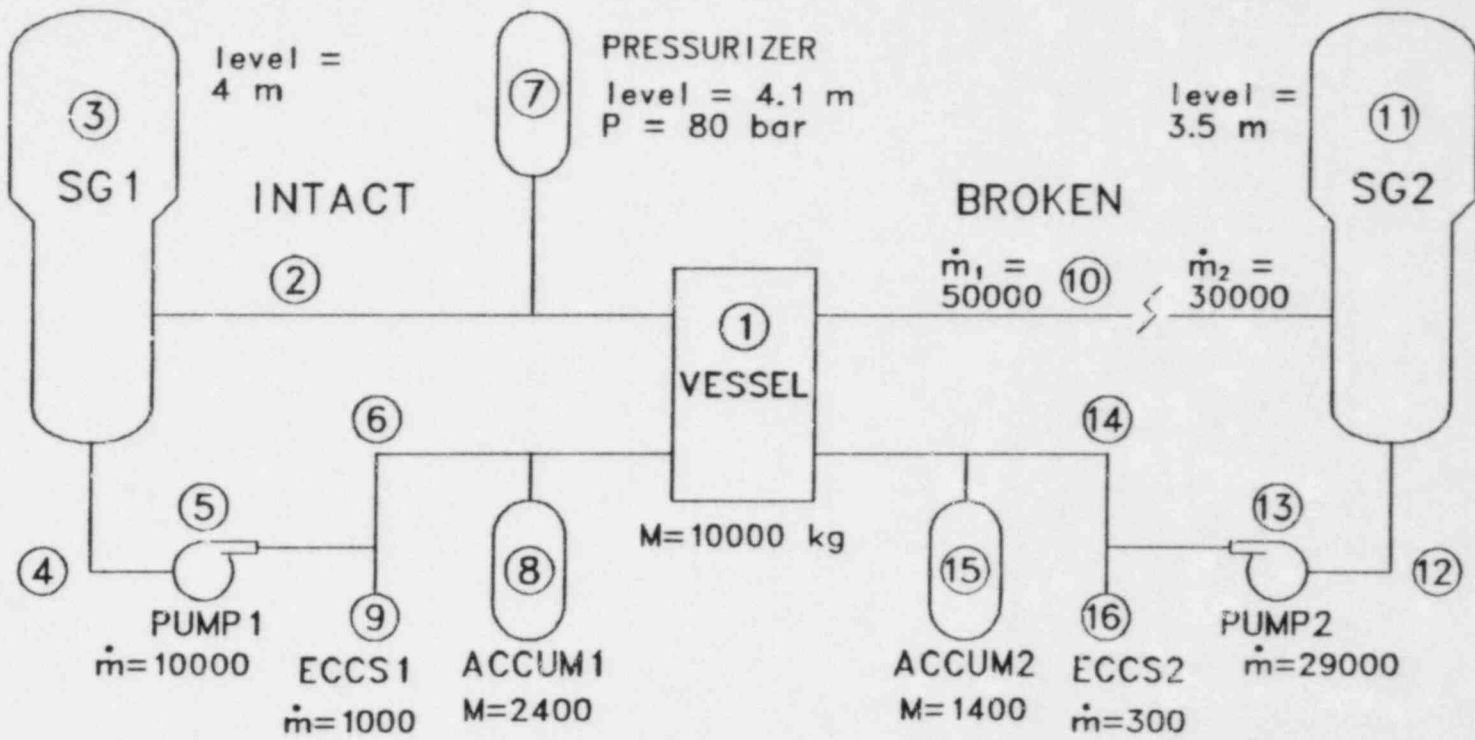 level =
4 m
③
SG1
⑦
PRESSURIZER
level = 4.1 m
P = 80 bar
level =
3.5 m
⑪
SG2
INTACT
BROKEN
②
ṁ₁ =
50000
⑩
ṁ₂ =
30000
①
VESSEL
⑥
⑭
⑤
⑬
M=10000 kg
④
⑧
⑮
⑫
PUMP1
ṁ=10000
⑨
ECCS1
ṁ=1000
ACCUM1
M=2400
ACCUM2
M=1400
⑯
ECCS2
ṁ=300
PUMP2
ṁ=29000